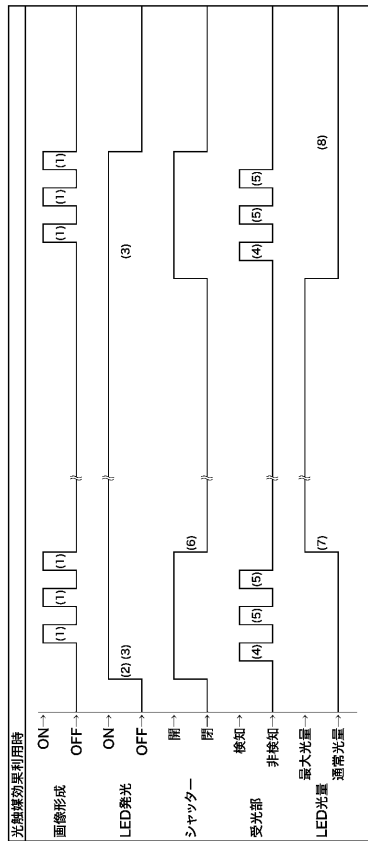 光触媒効果利用時
画像形成
ON→
OFF→
(1) (1) (1) (1) (1) (1)
LED発光
ON→
OFF→
(2) (3) (3)
シャッター
開→
閉→
(6)
受光部
検知→
非検知→
(4) (5) (5) (4) (5) (5)
LED光量
最大光量→
通常光量→
(7) (8)